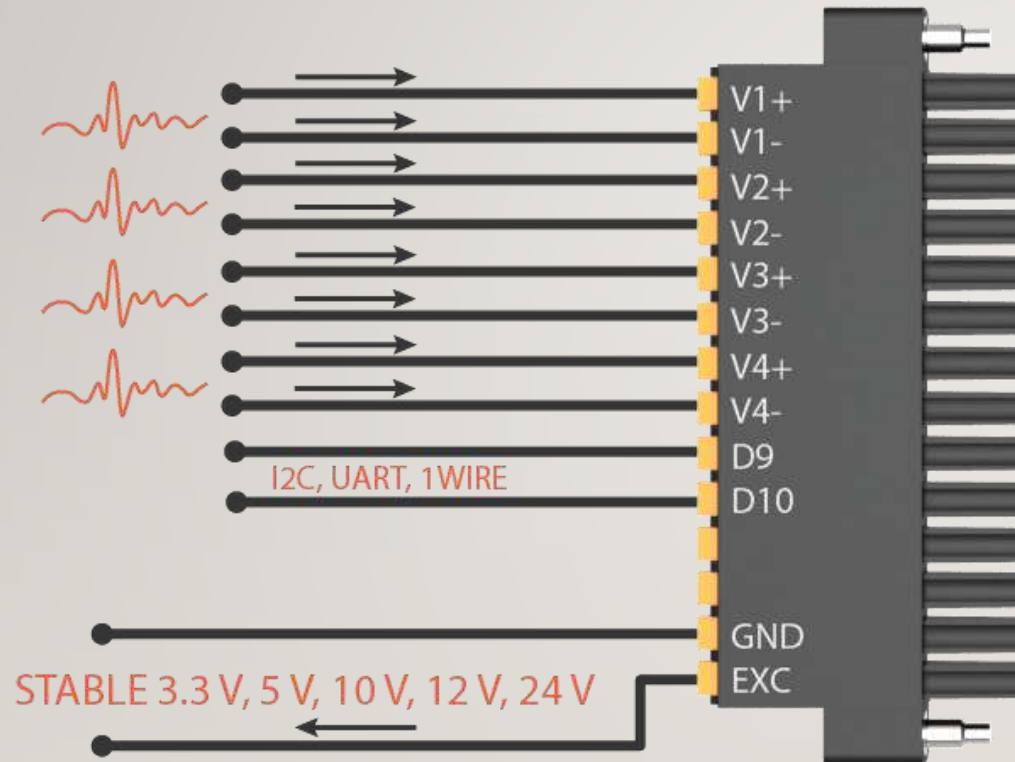 V1+
V1-
V2+
V2-
V3+
V3-
V4+
V4-
D9
I2C, UART, 1WIRE
D10
GND
STABLE 3.3 V, 5 V, 10 V, 12 V, 24 V
EXC